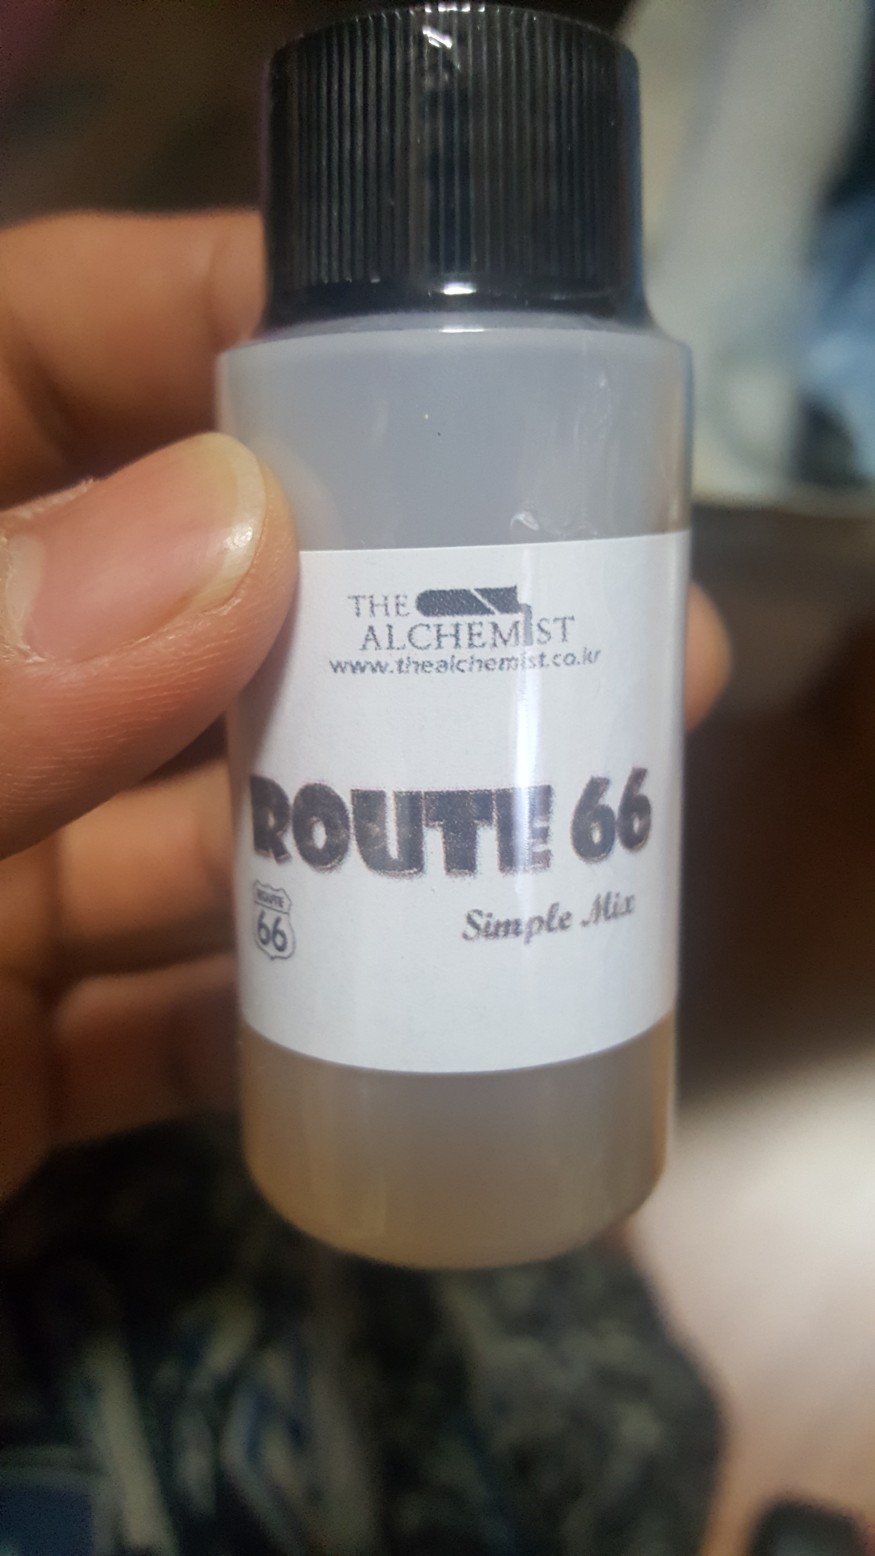 THE
ALCHEMIST
www.thealchemist.co.kr
ROUTE 66
ROUTE
66
Simple Mix